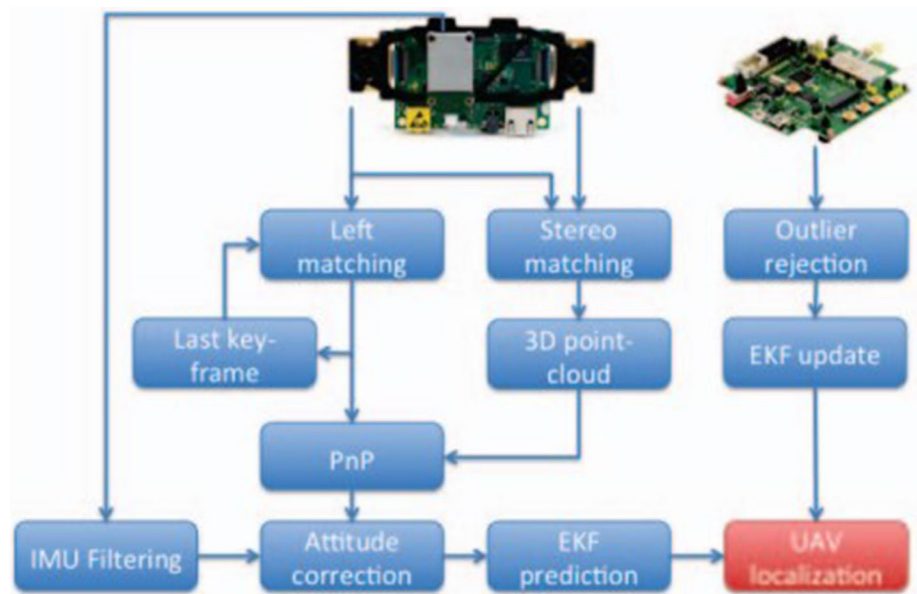 Left
matching
Stereo
matching
Outlier
rejection
Last key-
frame
3D point-
cloud
EKF update
PnP
IMU Filtering
Attitude
correction
EKF
prediction
UAV
localization